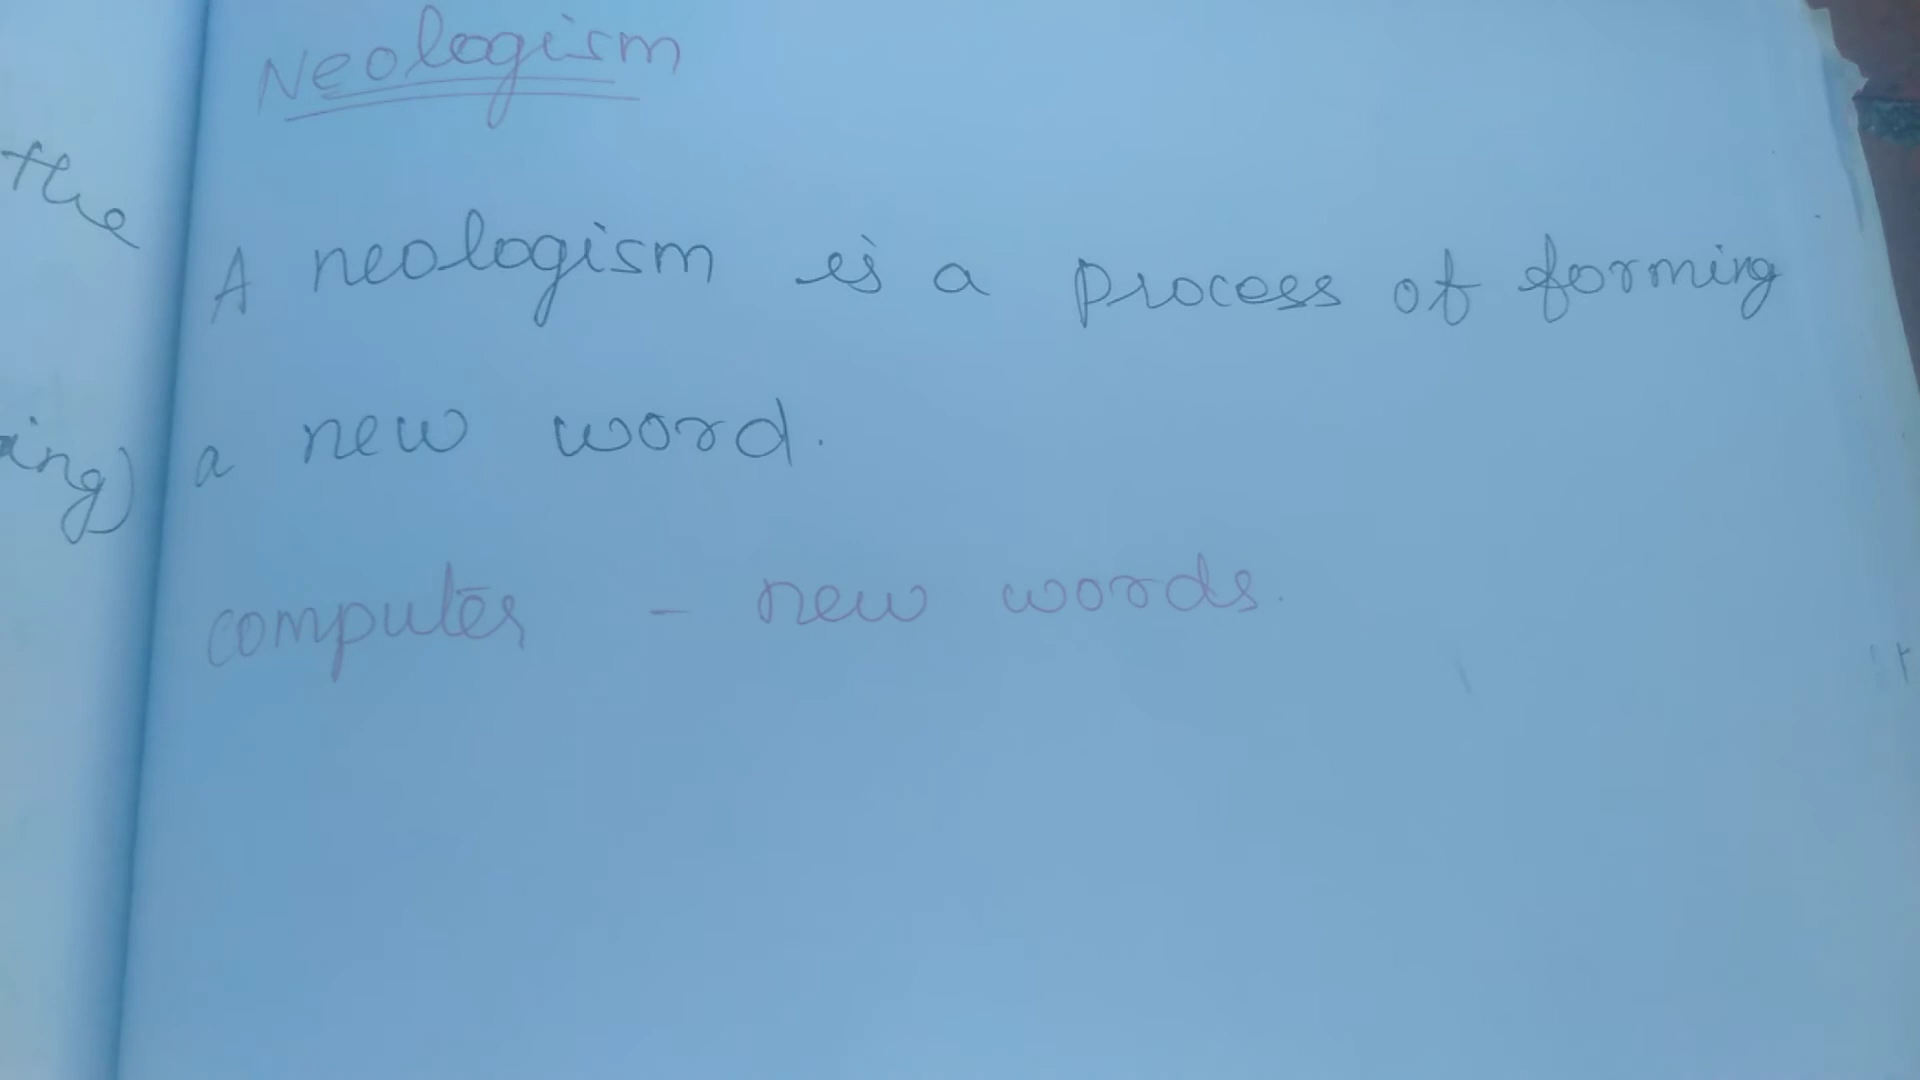 Neologism
the
A neologism is a process of forming
ing)
a new word.
computer - new words.